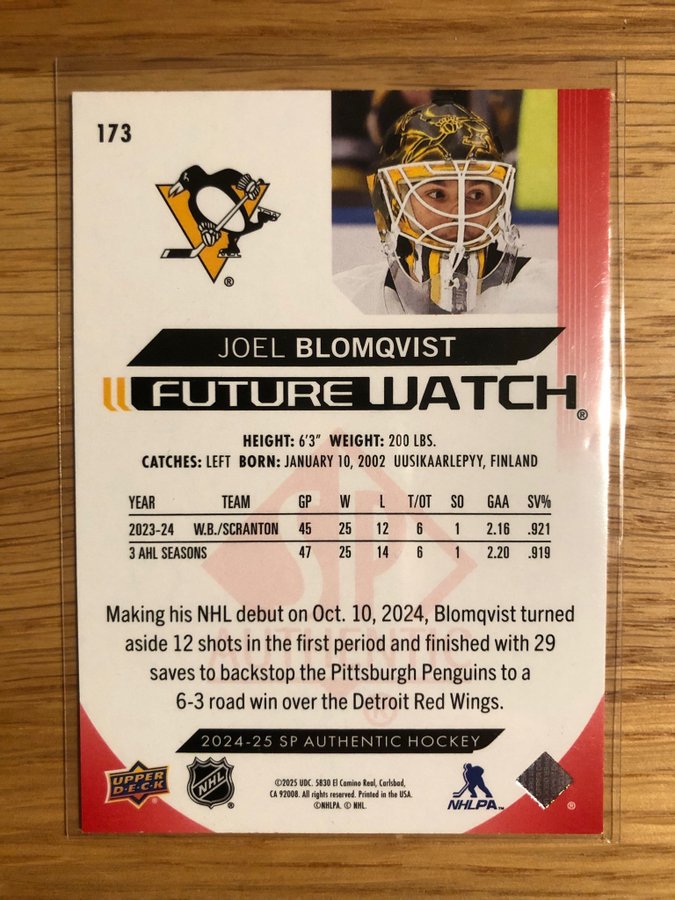 173
®
JOEL BLOMQVIST
FUTURE WATCH®
HEIGHT: 6'3" WEIGHT: 200 LBS.
CATCHES: LEFT BORN: JANUARY 10, 2002 UUSIKAARLEPYY, FINLAND
YEAR TEAM GP W L T/OT SO GAA SV%
2023-24 W.B./SCRANTON 45 25 12 6 1 2.16 .921
3 AHL SEASONS 47 25 14 6 1 2.20 .919
SP AUTHENTIC ®
Making his NHL debut on Oct. 10, 2024, Blomqvist turned
aside 12 shots in the first period and finished with 29
saves to backstop the Pittsburgh Penguins to a
6-3 road win over the Detroit Red Wings.
2024-25 SP AUTHENTIC HOCKEY
UPPER DECK
NHL ®
©2025 UDC. 5830 El Camino Real, Carlsbad,
CA 92008. All rights reserved. Printed in the USA.
©NHLPA. © NHL.
NHLPA™
®